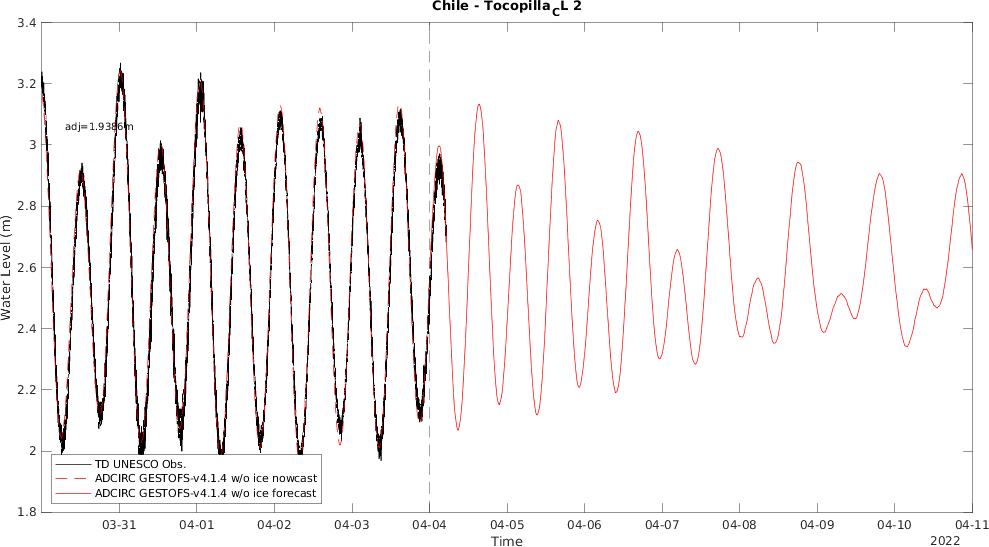 Chile - Tocopilla_CL 2
3.4
3.2
3
2.8
2.6
2.4
2.2
2
1.8
Water Level (m)
adj=1.9386m
TD UNESCO Obs.
ADCIRC GESTOFS-v4.1.4 w/o ice nowcast
ADCIRC GESTOFS-v4.1.4 w/o ice forecast
03-31 04-01 04-02 04-03 04-04 04-05 04-06 04-07 04-08 04-09 04-10 04-11
Time
2022